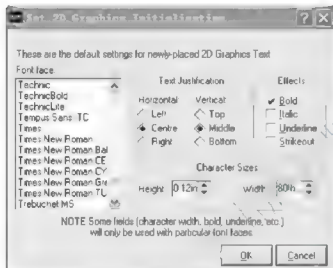 Set 2D Graphics Initialisation
These are the default settings for newly-placed 2D Graphics Text
Font face
Technic
TechnicBold
TechnicLite
Tempus Sans TC
Times
Times New Roman
Times New Roman Bal
Times New Roman CE
Times New Roman CY
Times New Roman Gr
Times New Roman TU
Trebuchet MS
Text Justification
Horizontal
Left
Centre
Right
Vertical
Top
Middle
Bottom
Effects
Bold
Italic
Underline
Strikeout
Character Sizes
Height 0.12in
Width 80th
NOTE Some fields (character width, bold, underline, etc.)
will only be used with particular font faces
OK
Cancel